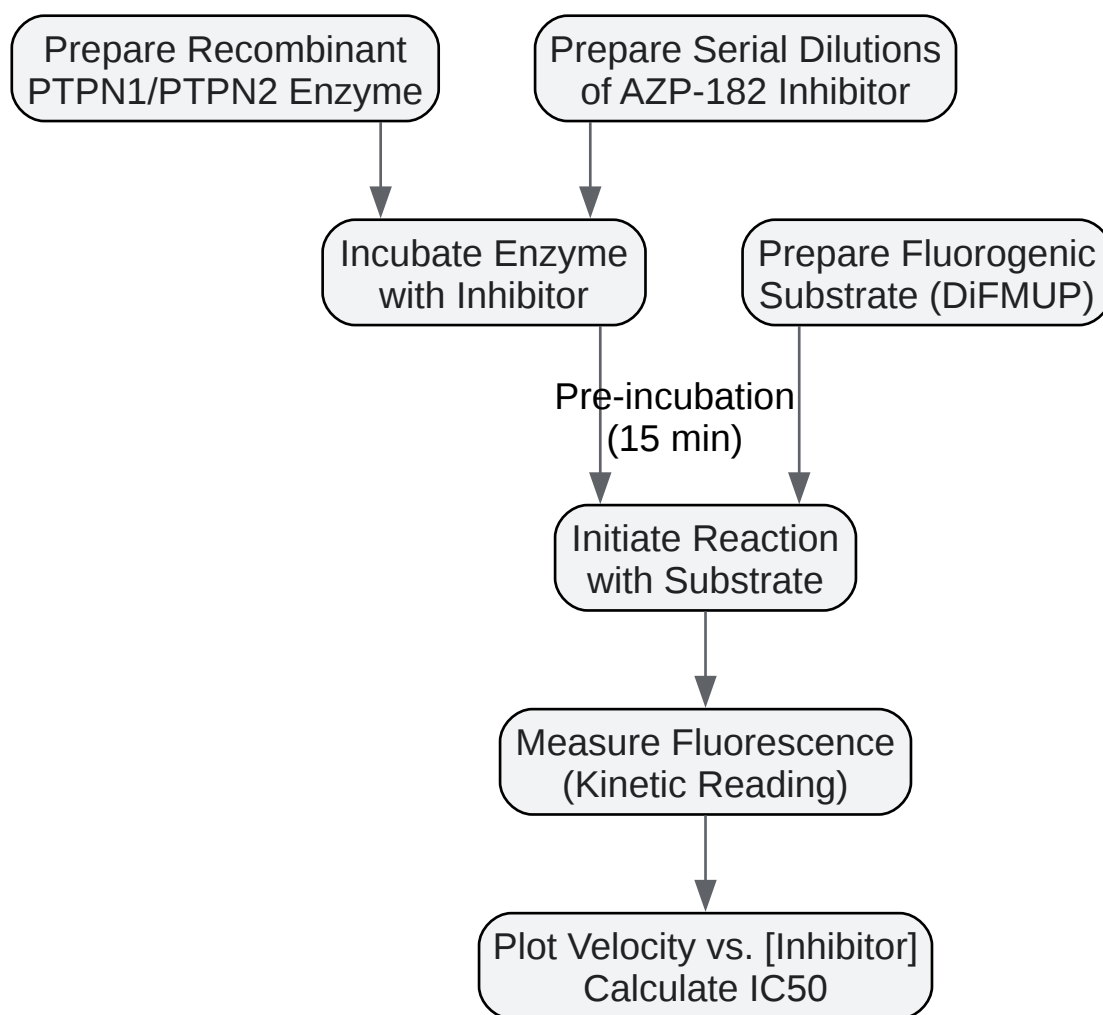 Prepare Recombinant
PTPN1/PTPN2 Enzyme
Prepare Serial Dilutions
of AZP-182 Inhibitor
Incubate Enzyme
with Inhibitor
Prepare Fluorogenic
Substrate (DiFMUP)
Pre-incubation
(15 min)
Initiate Reaction
with Substrate
Measure Fluorescence
(Kinetic Reading)
Plot Velocity vs. [Inhibitor]
Calculate IC50